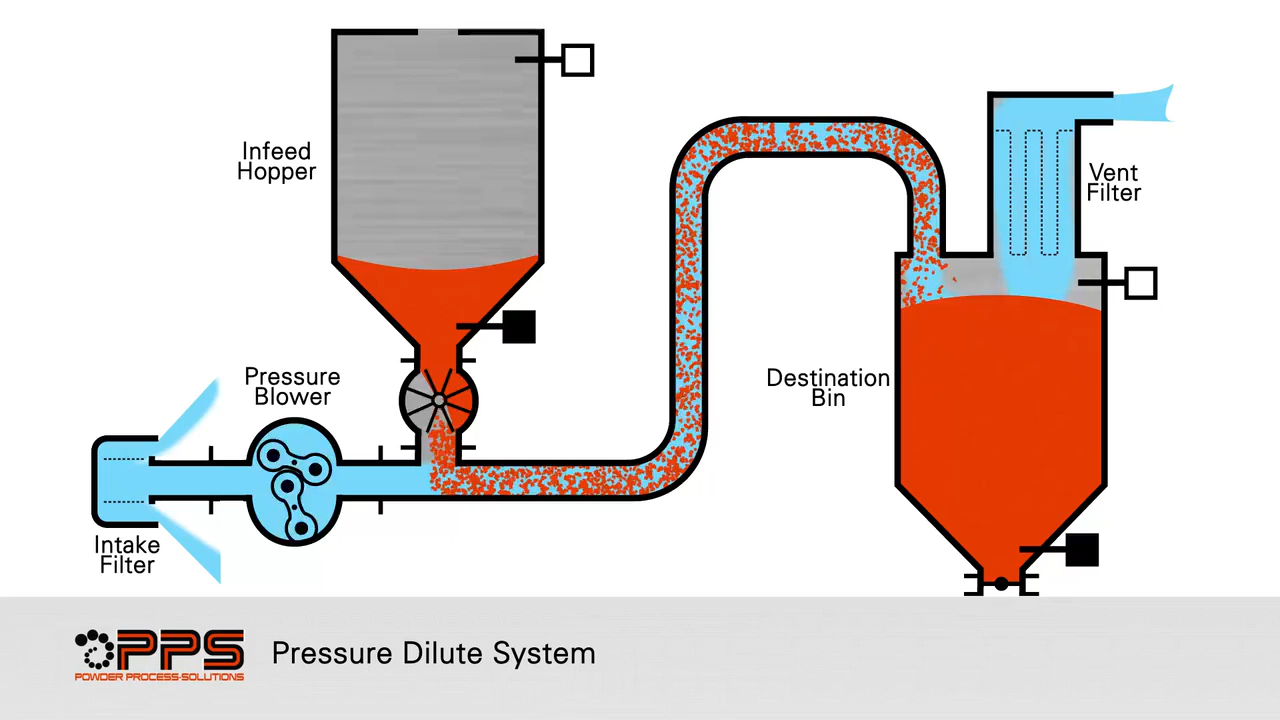 Infeed
Hopper
Vent
Filter
Pressure
Blower
Destination
Bin
Intake
Filter
PPS
POWDER PROCESS-SOLUTIONS
Pressure Dilute System